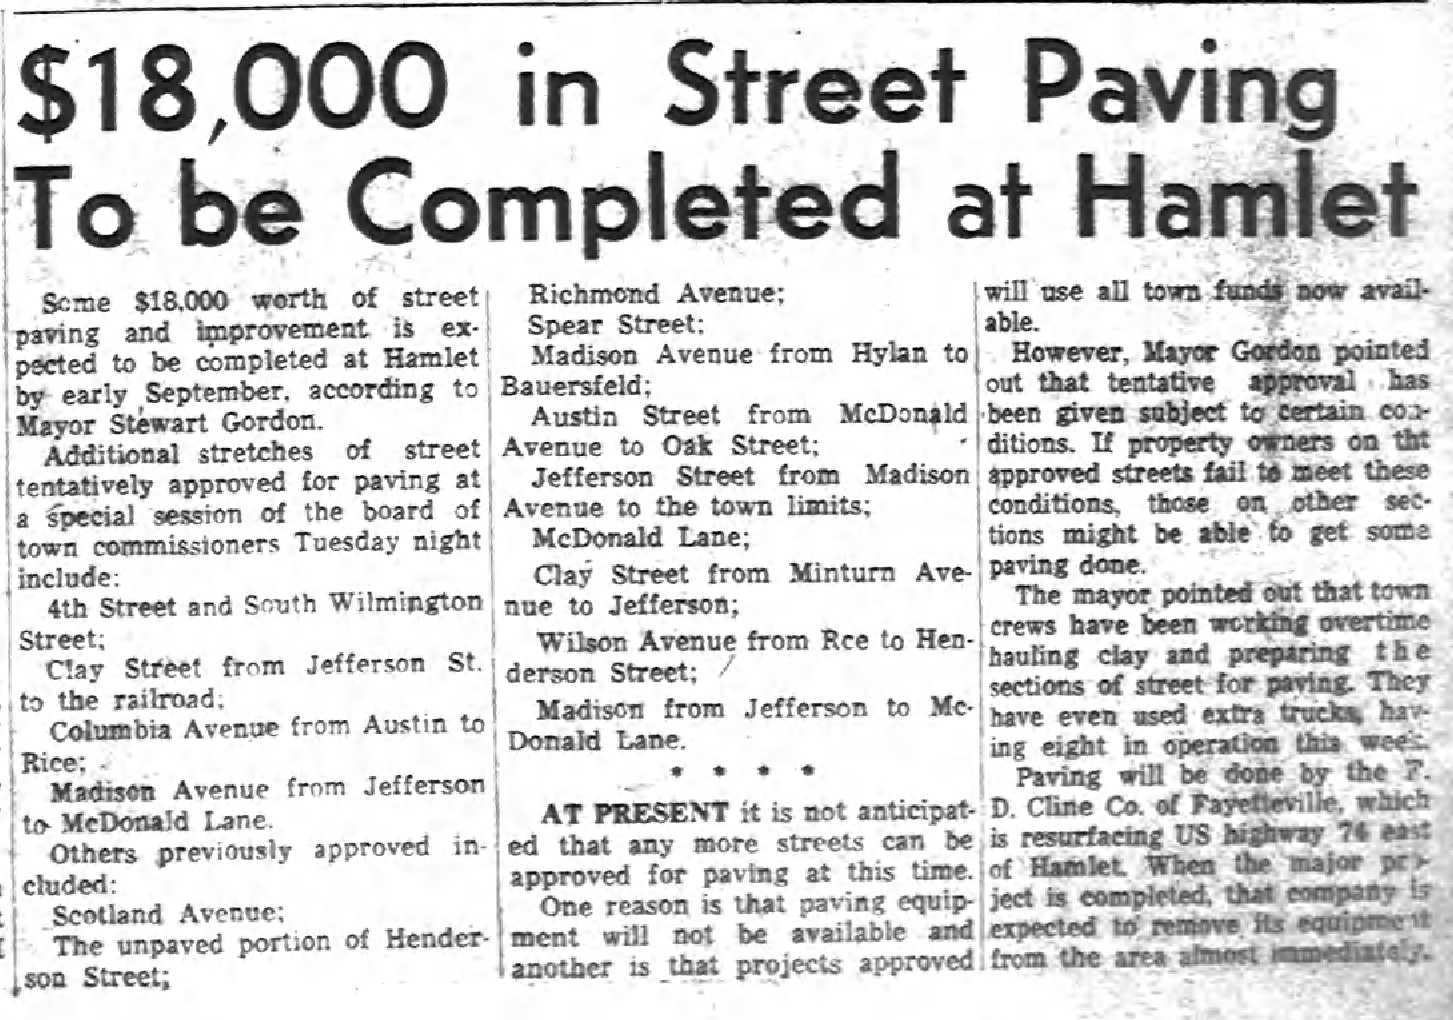 $18,000 in Street Paving
To be Completed at Hamlet
Some $18,000 worth of street
paving and improvement is ex-
pected to be completed at Hamlet
by early September, according to
Mayor Stewart Gordon.
Additional stretches of street
tentatively approved for paving at
a special session of the board of
town commissioners Tuesday night
include:
4th Street and South Wilmington
Street;
Clay Street from Jefferson St.
to the railroad;
Columbia Avenue from Austin to
Rice;
Madison Avenue from Jefferson
to McDonald Lane.
Others previously approved in-
cluded:
Scotland Avenue;
The unpaved portion of Hender-
son Street;
Richmond Avenue;
Spear Street;
Madison Avenue from Hylan to
Bauersfeld;
Austin Street from McDonald
Avenue to Oak Street;
Jefferson Street from Madison
Avenue to the town limits;
McDonald Lane;
Clay Street from Minturn Ave-
nue to Jefferson;
Wilson Avenue from Rce to Hen-
derson Street;
Madison from Jefferson to Mc-
Donald Lane.
* * * *
AT PRESENT it is not anticipat-
ed that any more streets can be
approved for paving at this time.
One reason is that paving equip-
ment will not be available and
another is that projects approved
will use all town funds now avail-
able.
However, Mayor Gordon pointed
out that tentative approval has
been given subject to certain con-
ditions. If property owners on tht
approved streets fail to meet these
conditions, those on other sec-
tions might be able to get some
paving done.
The mayor pointed out that town
crews have been working overtime
hauling clay and preparing the
sections of street for paving. They
have even used extra trucks, hav-
ing eight in operation this week.
Paving will be done by the F.
D. Cline Co. of Fayetteville, which
is resurfacing US highway 74 east
of Hamlet. When the major pro-
ject is completed, that company is
expected to remove its equipment
from the area almost immediately.